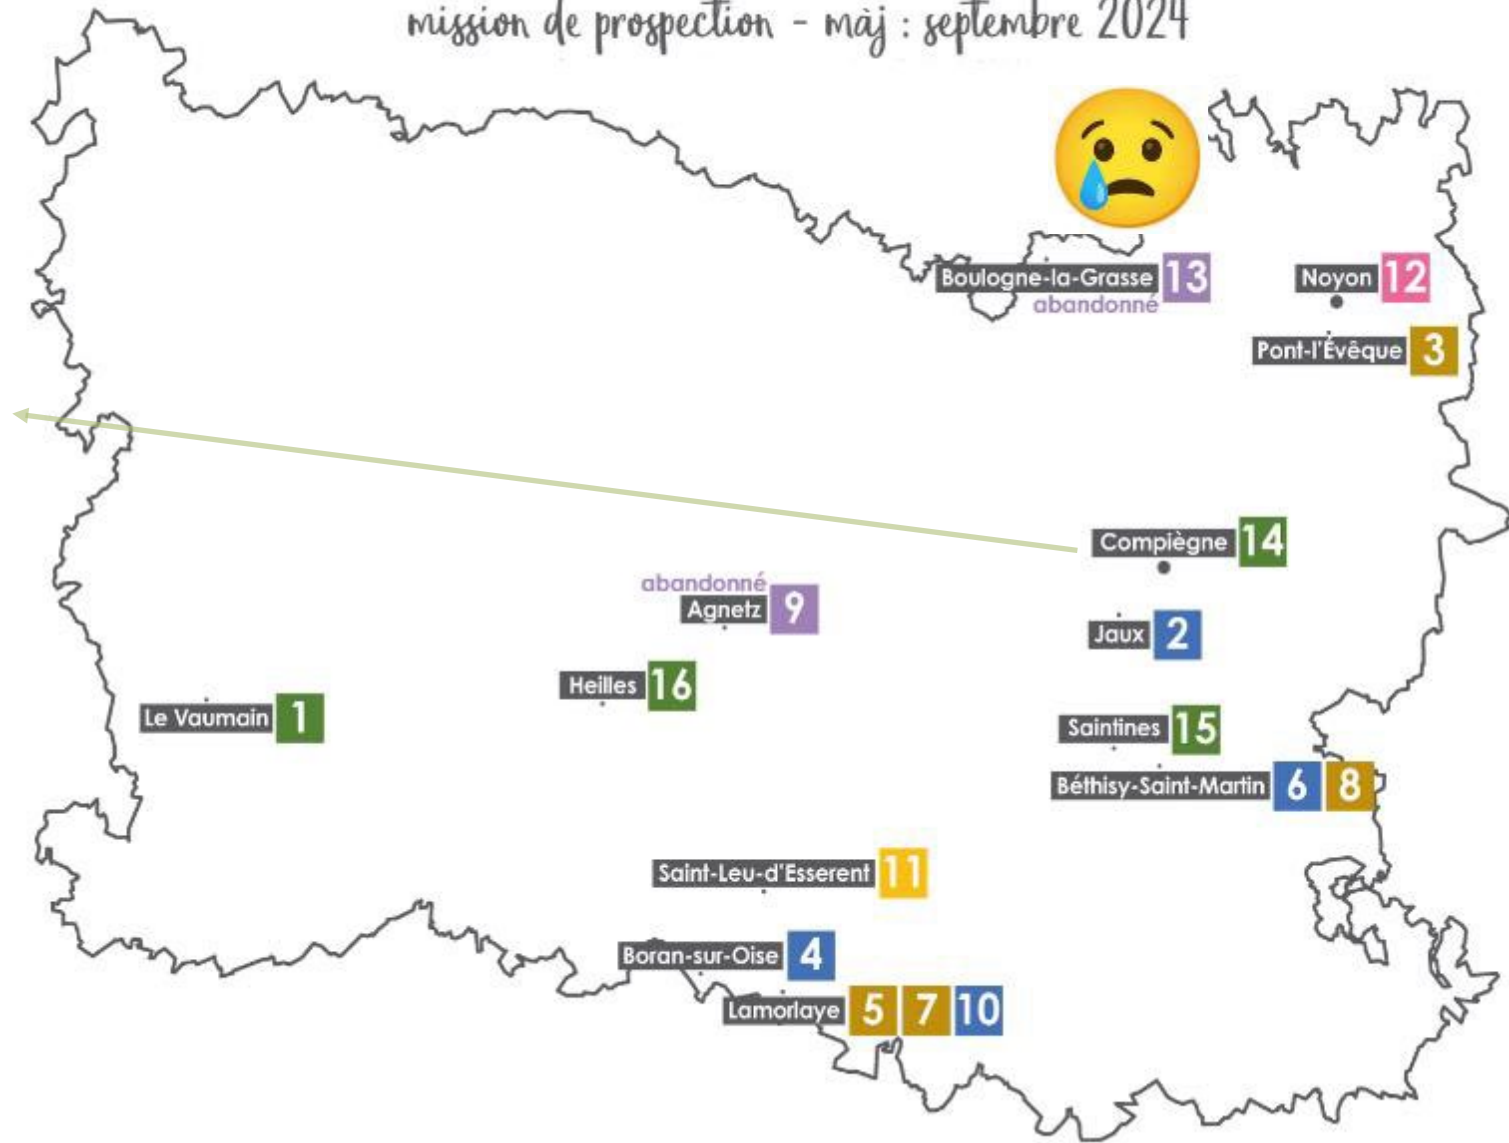 mission de prospection - màj : septembre 2024
Boulogne-la-Grasse 13
abandonné
Noyon 12
Pont-l'Évêque 3
Compiègne 14
abandonné
Agnetz 9
Jaux 2
Heilles 16
Le Vaumain 1
Saintines 15
Béthisy-Saint-Martin 6 8
Saint-Leu-d'Esserent 11
Boran-sur-Oise 4
Lamorlaye 5 7 10